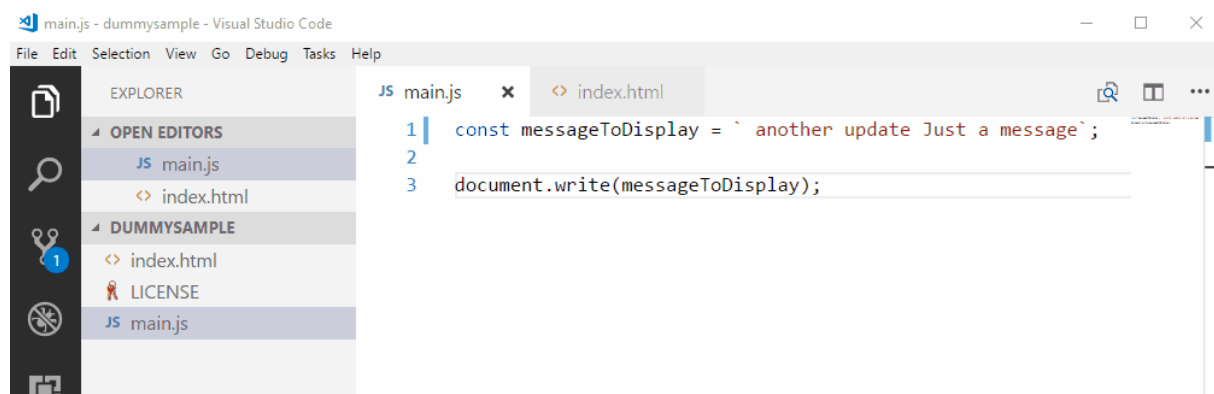 main.js - dummysample - Visual Studio Code
File Edit Selection View Go Debug Tasks Help
EXPLORER
OPEN EDITORS
JS main.js
<> index.html
DUMMYSAMPLE
<> index.html
LICENSE
JS main.js
1
JS main.js × <> index.html
1 const messageToDisplay = ` another update Just a message`;
2
3 document.write(messageToDisplay);